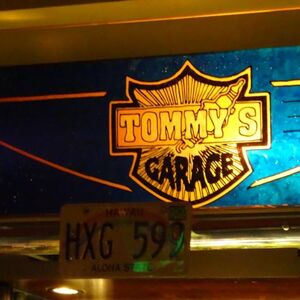 TOMMY'S
GARAGE
HAWAII
HXG 599
ALOHA STATE